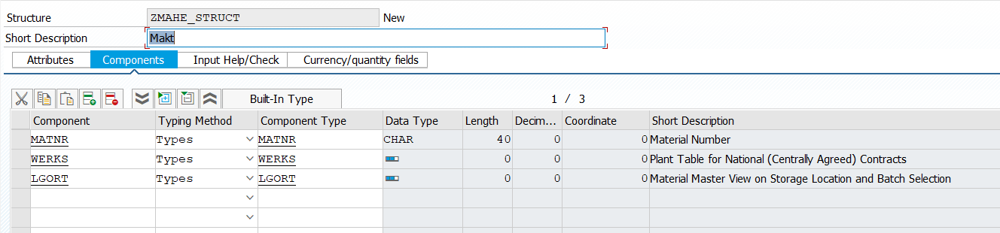 Structure ZMAHE_STRUCT New
Short Description Makt
Attributes Components Input Help/Check Currency/quantity fields
Built-In Type 1 / 3
Component Typing Method Component Type Data Type Length Decim... Coordinate Short Description
MATNR Types MATNR CHAR 40 0 0 Material Number
WERKS Types WERKS 0 0 0 Plant Table for National (Centrally Agreed) Contracts
LGORT Types LGORT 0 0 0 Material Master View on Storage Location and Batch Selection